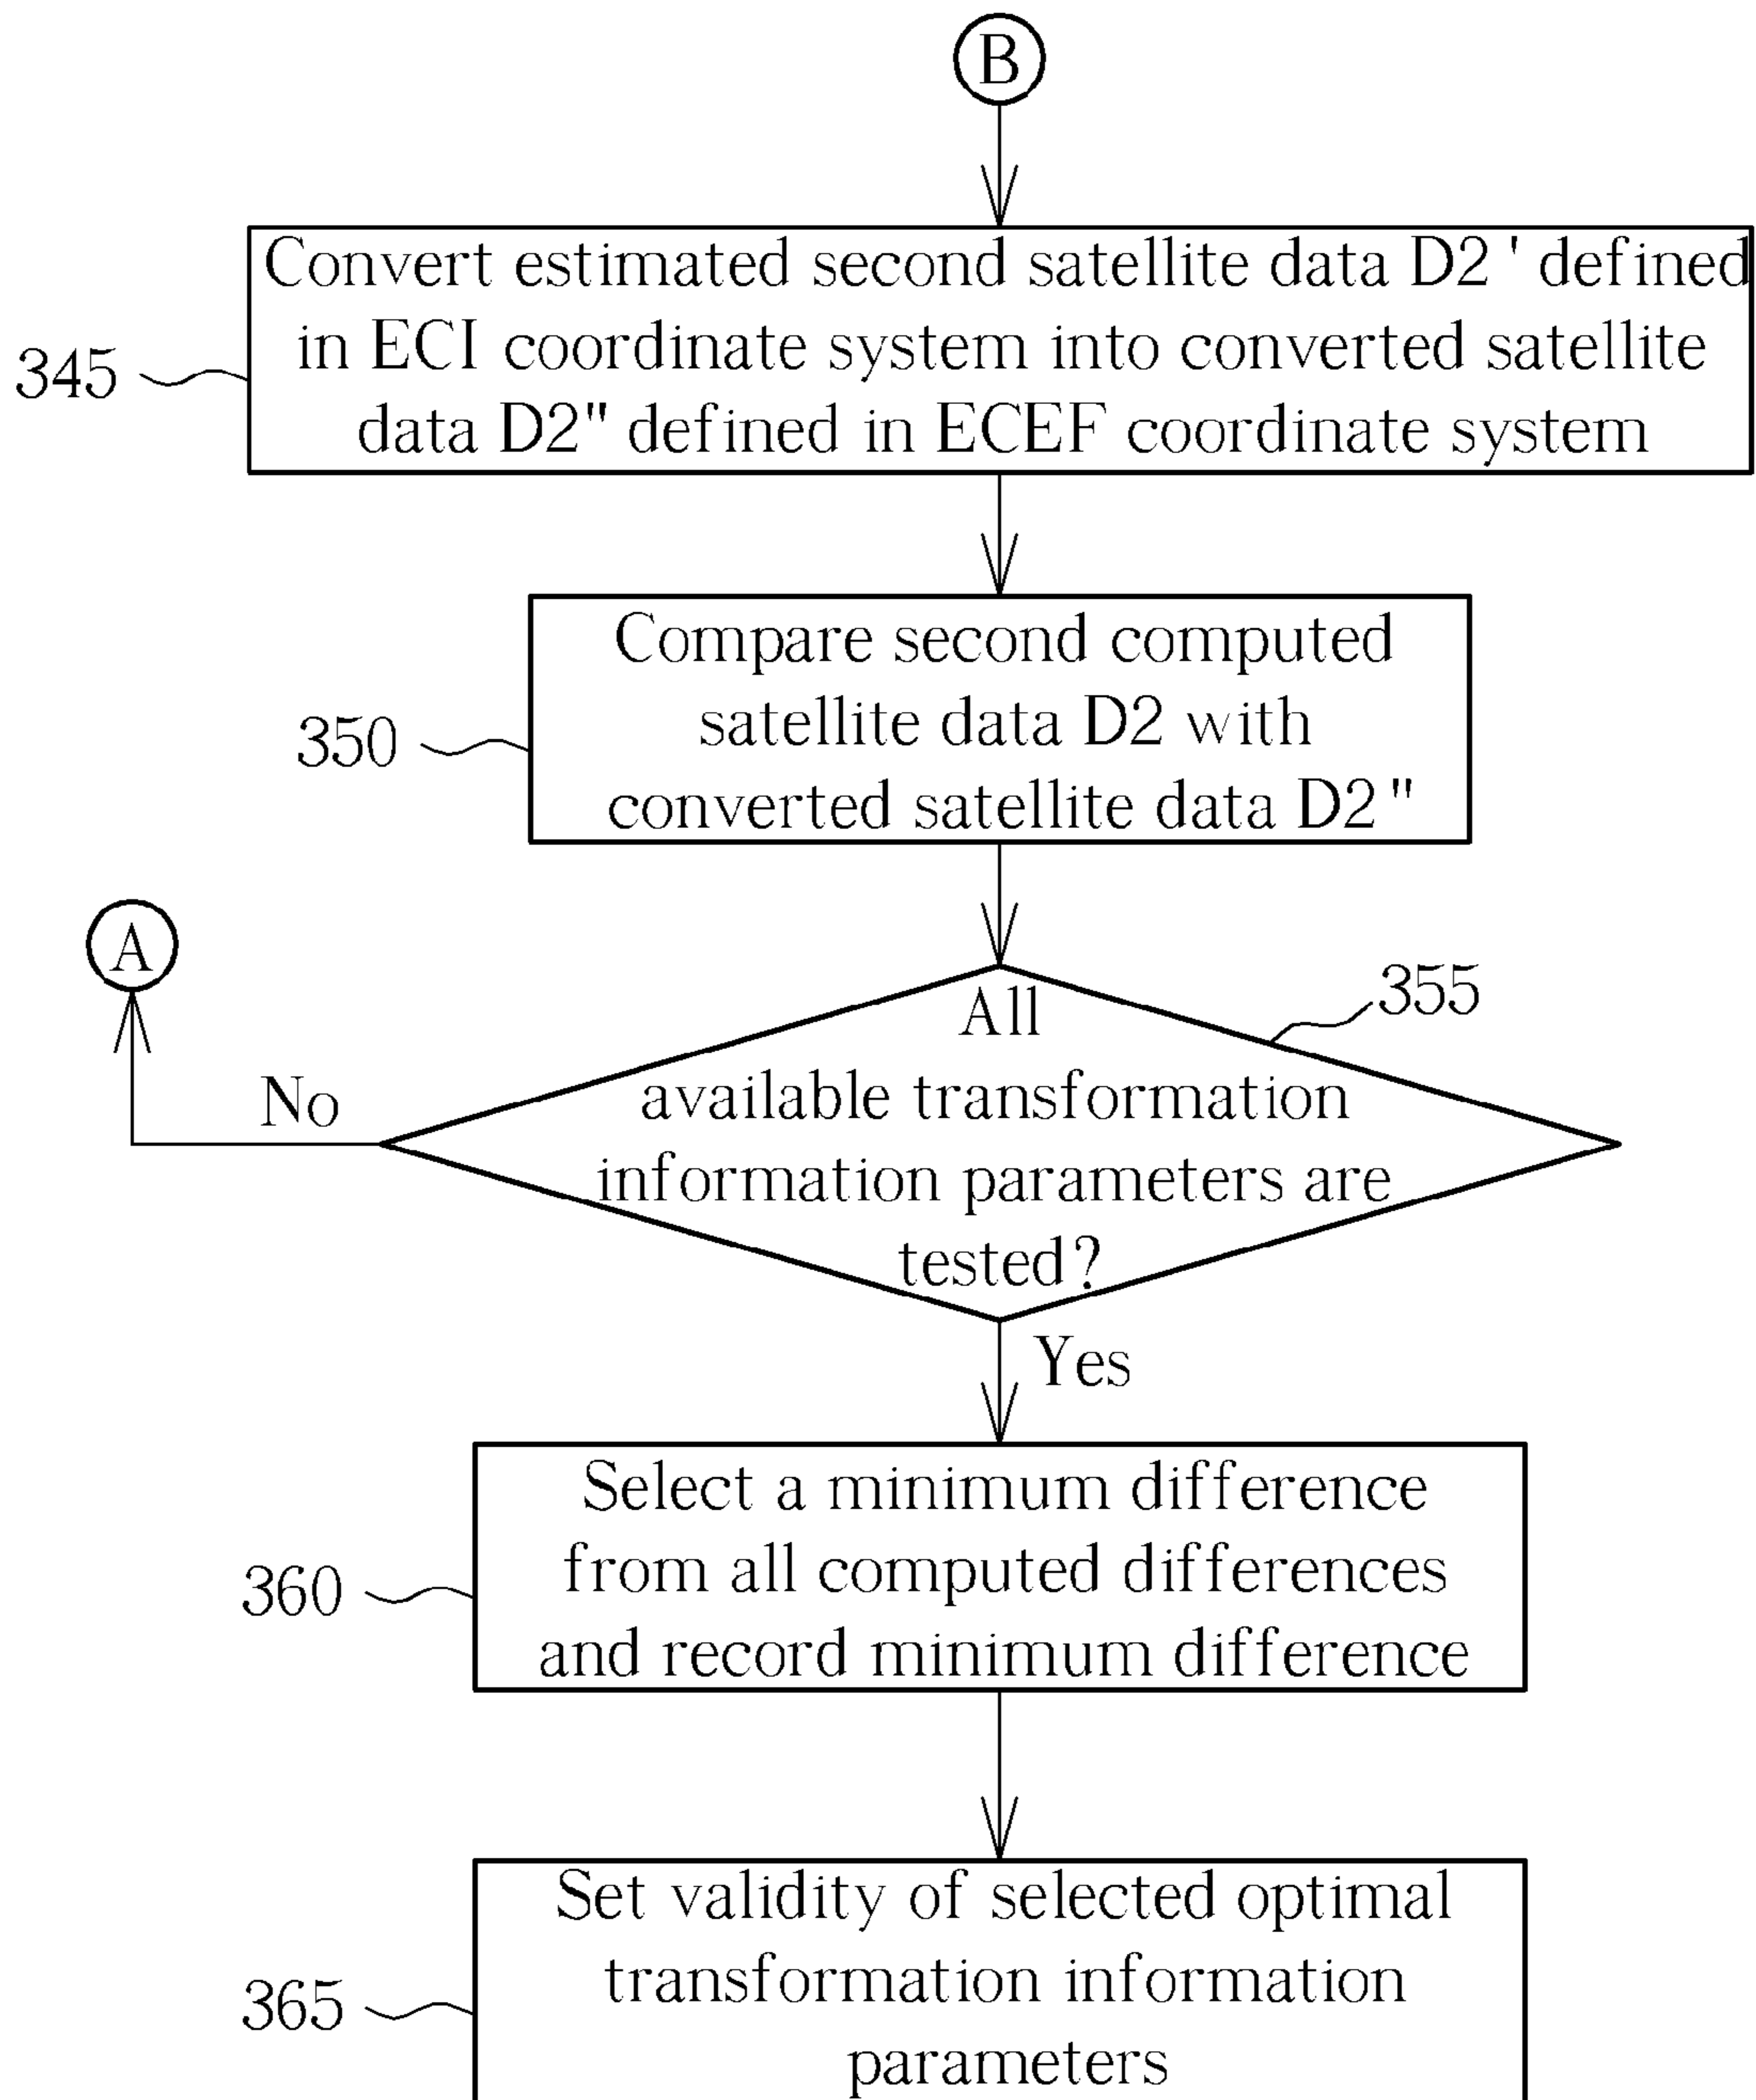 B
Convert estimated second satellite data D2 ' defined
in ECI coordinate system into converted satellite
data D2" defined in ECEF coordinate system
345
Compare second computed
satellite data D2 with
converted satellite data D2 "
350
A
355
All
available transformation
information parameters are
tested?
No
Yes
Select a minimum difference
from all computed differences
and record minimum difference
360
Set validity of selected optimal
transformation information
parameters
365